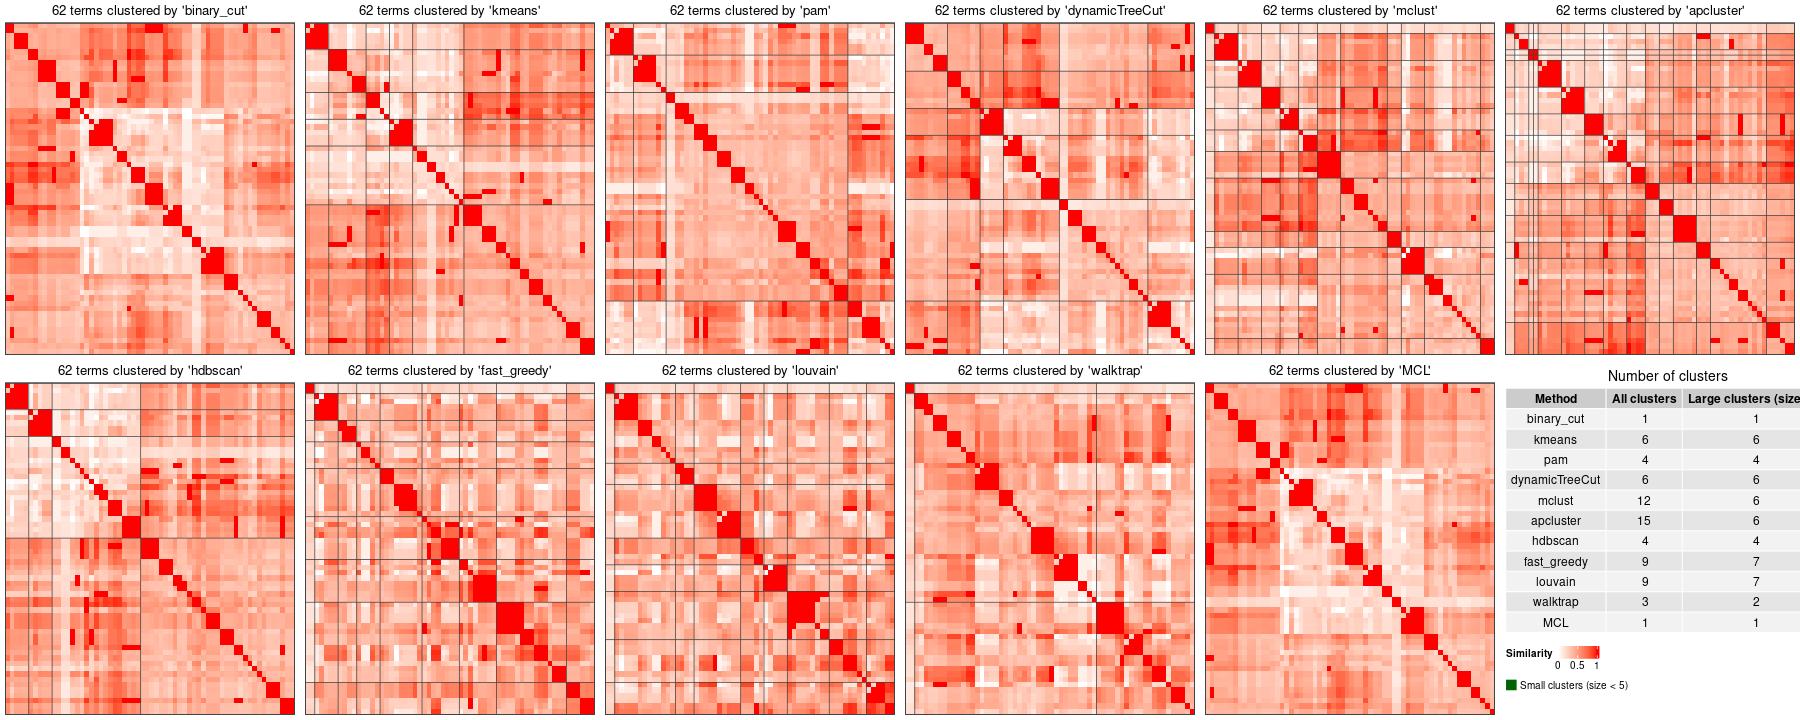 62 terms clustered by 'binary_cut'
62 terms clustered by 'kmeans'
62 terms clustered by 'pam'
62 terms clustered by 'dynamicTreeCut'
62 terms clustered by 'mclust'
62 terms clustered by 'apcluster'
62 terms clustered by 'hdbscan'
62 terms clustered by 'fast_greedy'
62 terms clustered by 'louvain'
62 terms clustered by 'walktrap'
62 terms clustered by 'MCL'
Number of clusters
Method All clusters Large clusters (size
binary_cut 1 1
kmeans 6 6
pam 4 4
dynamicTreeCut 6 6
mclust 12 6
apcluster 15 6
hdbscan 4 4
fast_greedy 9 7
louvain 9 7
walktrap 3 2
MCL 1 1
Similarity
0 0.5 1
Small clusters (size < 5)